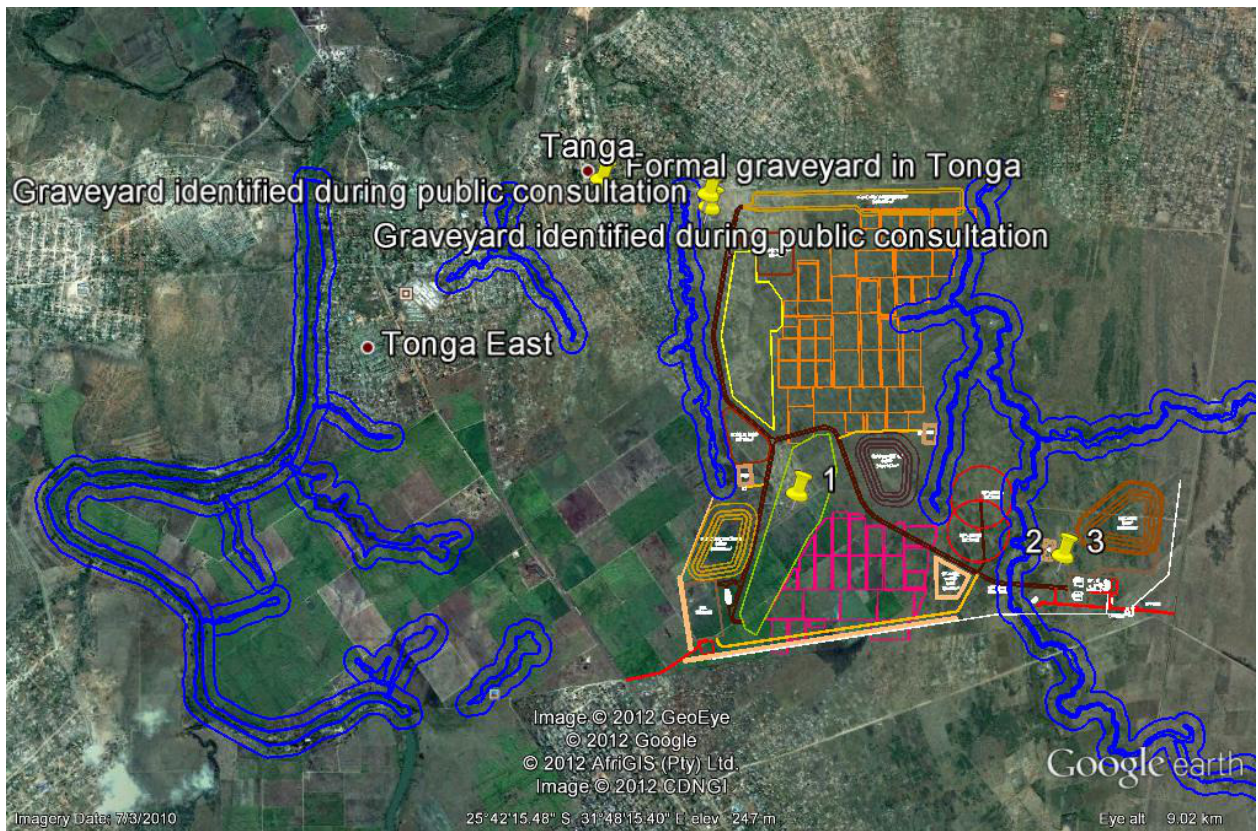 Tanga
Formal graveyard in Tonga
Graveyard identified during public consultation
Graveyard identified during public consultation
Tonga East
1
2
3
Image © 2012 GeoEye
© 2012 Google
© 2012 AfriGIS (Pty) Ltd.
Image © 2012 CDNGI
Google earth
Imagery Date: 7/3/2010
25°42'15.48" S 31°48'15.40" E elev 247 m
Eye alt 9.02 km